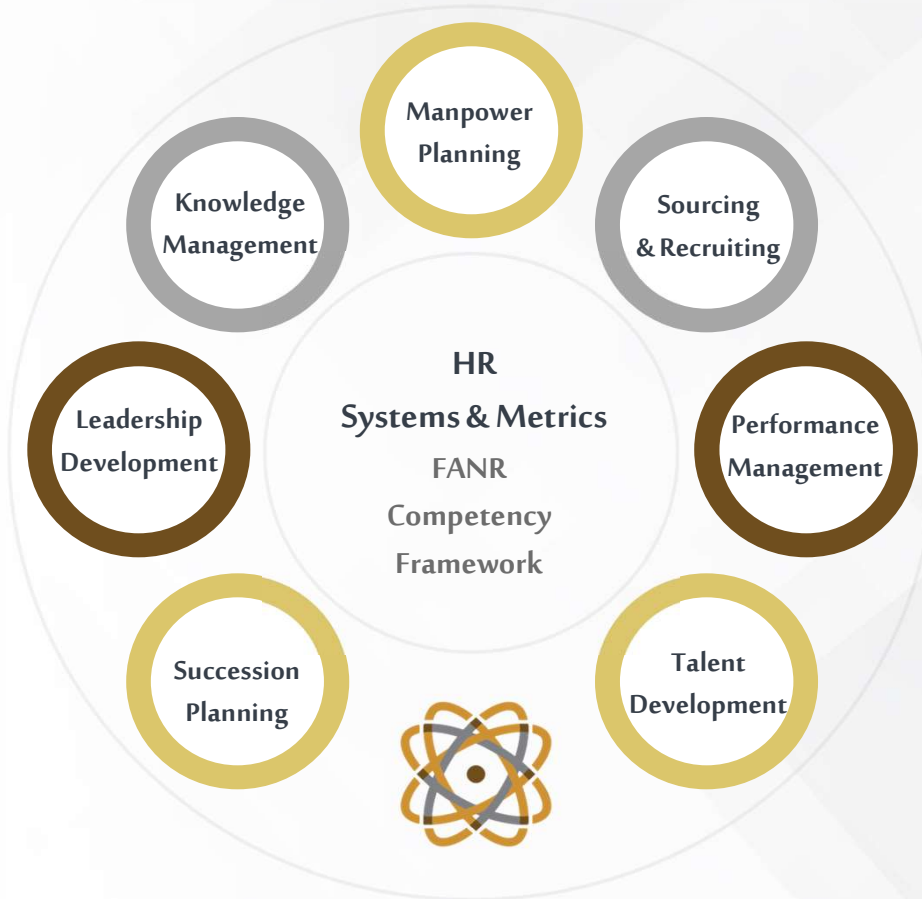 Manpower
Planning
Sourcing
& Recruiting
Performance
Management
Talent
Development
Succession
Planning
Leadership
Development
Knowledge
Management
HR
Systems & Metrics
FANR
Competency
Framework